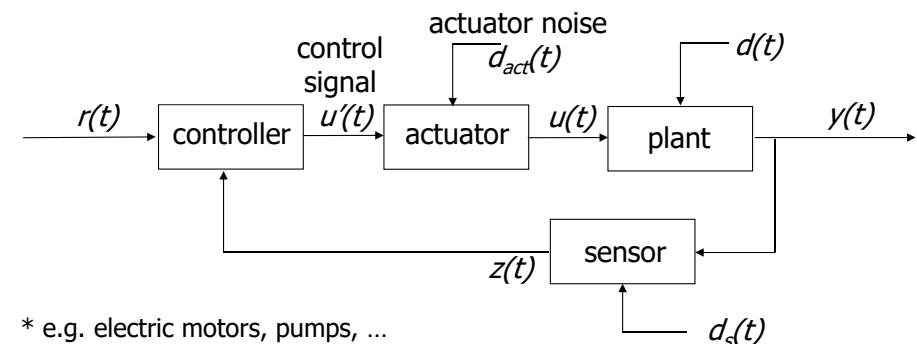 actuator noise
control
signal
d_act(t)
d(t)
r(t)
controller
u'(t)
actuator
u(t)
plant
y(t)
sensor
z(t)
d_s(t)
* e.g. electric motors, pumps, …